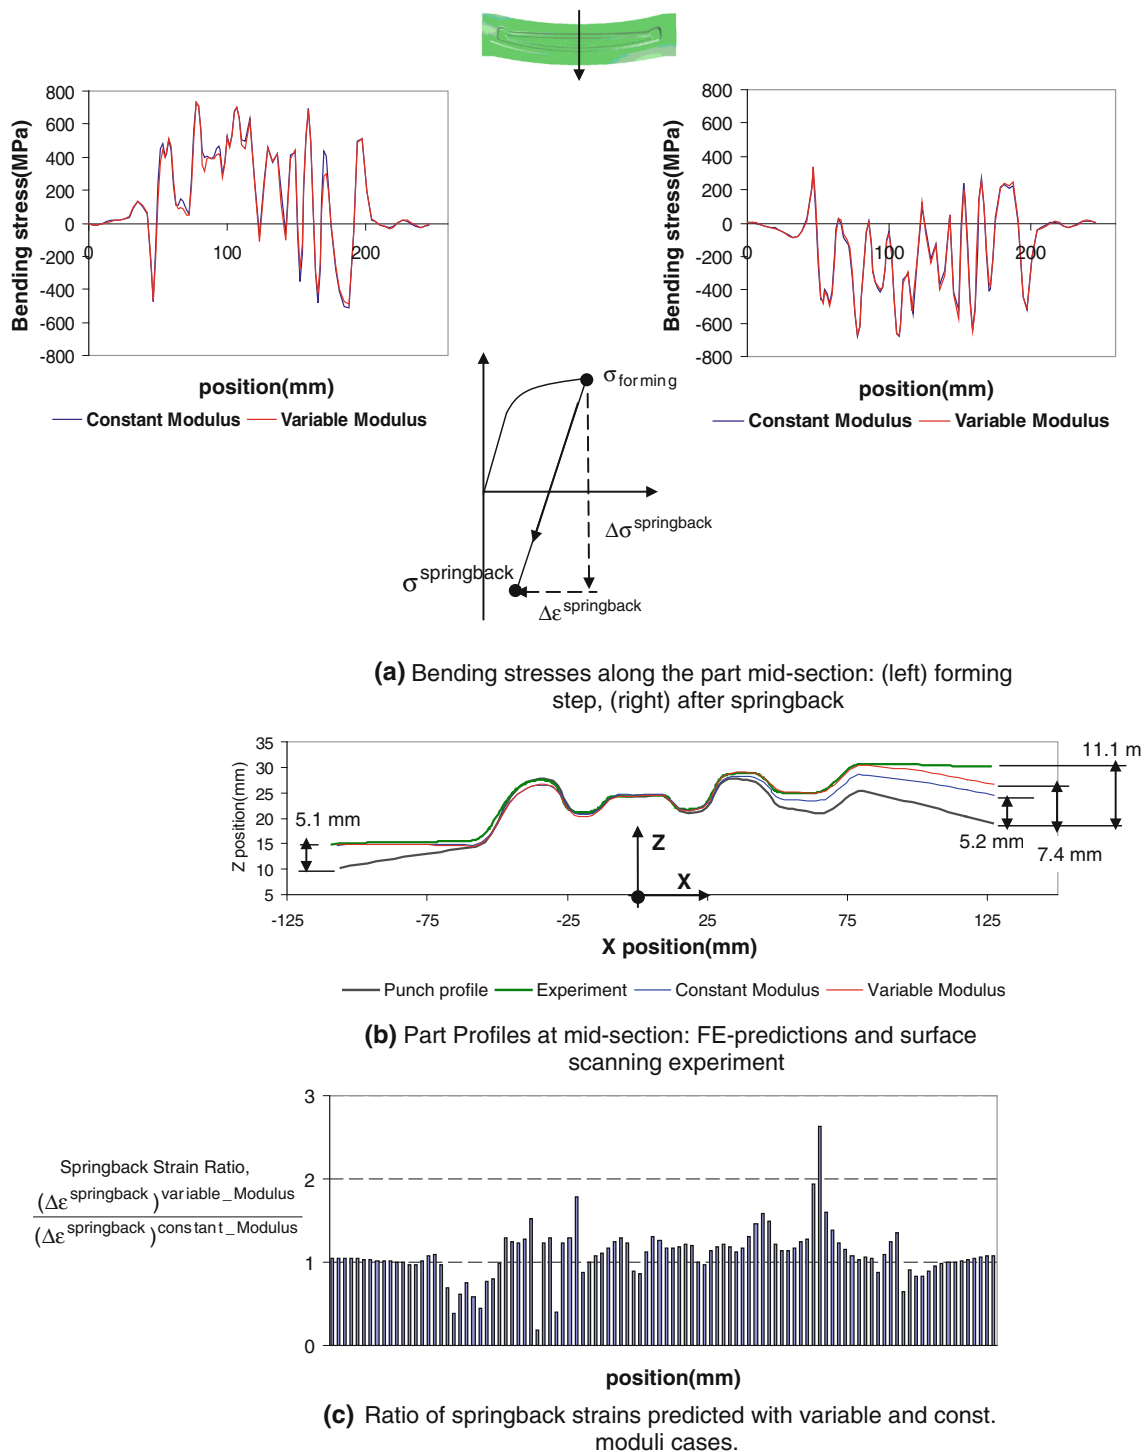 800
600
400
200
0
-200
-400
-600
-800
Bending stress(MPa)
0
100
200
position(mm)
Constant Modulus
Variable Modulus
800
600
400
200
0
-200
-400
-600
-800
Bending stress(MPa)
0
100
200
position(mm)
Constant Modulus
Variable Modulus
σforming
Δσspringback
σspringback
Δεspringback
(a) Bending stresses along the part mid-section: (left) forming
step, (right) after springback
35
30
25
20
15
10
5
Z position(mm)
5.1 mm
Z
X
11.1 m
5.2 mm
7.4 mm
-125
-75
-25
25
75
125
X position(mm)
Punch profile
Experiment
Constant Modulus
Variable Modulus
(b) Part Profiles at mid-section: FE-predictions and surface
scanning experiment
3
2
1
0
Springback Strain Ratio,
(Δεspringback)variable_Modulus
(Δεspringback)constant_Modulus
position(mm)
(c) Ratio of springback strains predicted with variable and const.
moduli cases.